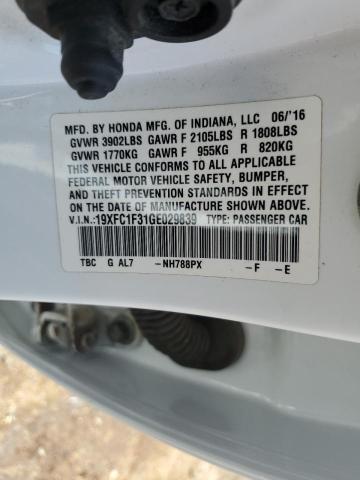 MFD. BY HONDA MFG. OF INDIANA, LLC 06/'16
GVWR 3902LBS GAWR F 2105LBS R 1808LBS
GVWR 1770KG GAWR F 955KG R 820KG
THIS VEHICLE CONFORMS TO ALL APPLICABLE
FEDERAL MOTOR VEHICLE SAFETY, BUMPER,
AND THEFT PREVENTION STANDARDS IN EFFECT
ON THE DATE OF MANUFACTURE SHOWN ABOVE.
V.I.N.:19XFC1F31GE029839 TYPE: PASSENGER CAR
TBC G AL7 -NH788PX -F -E